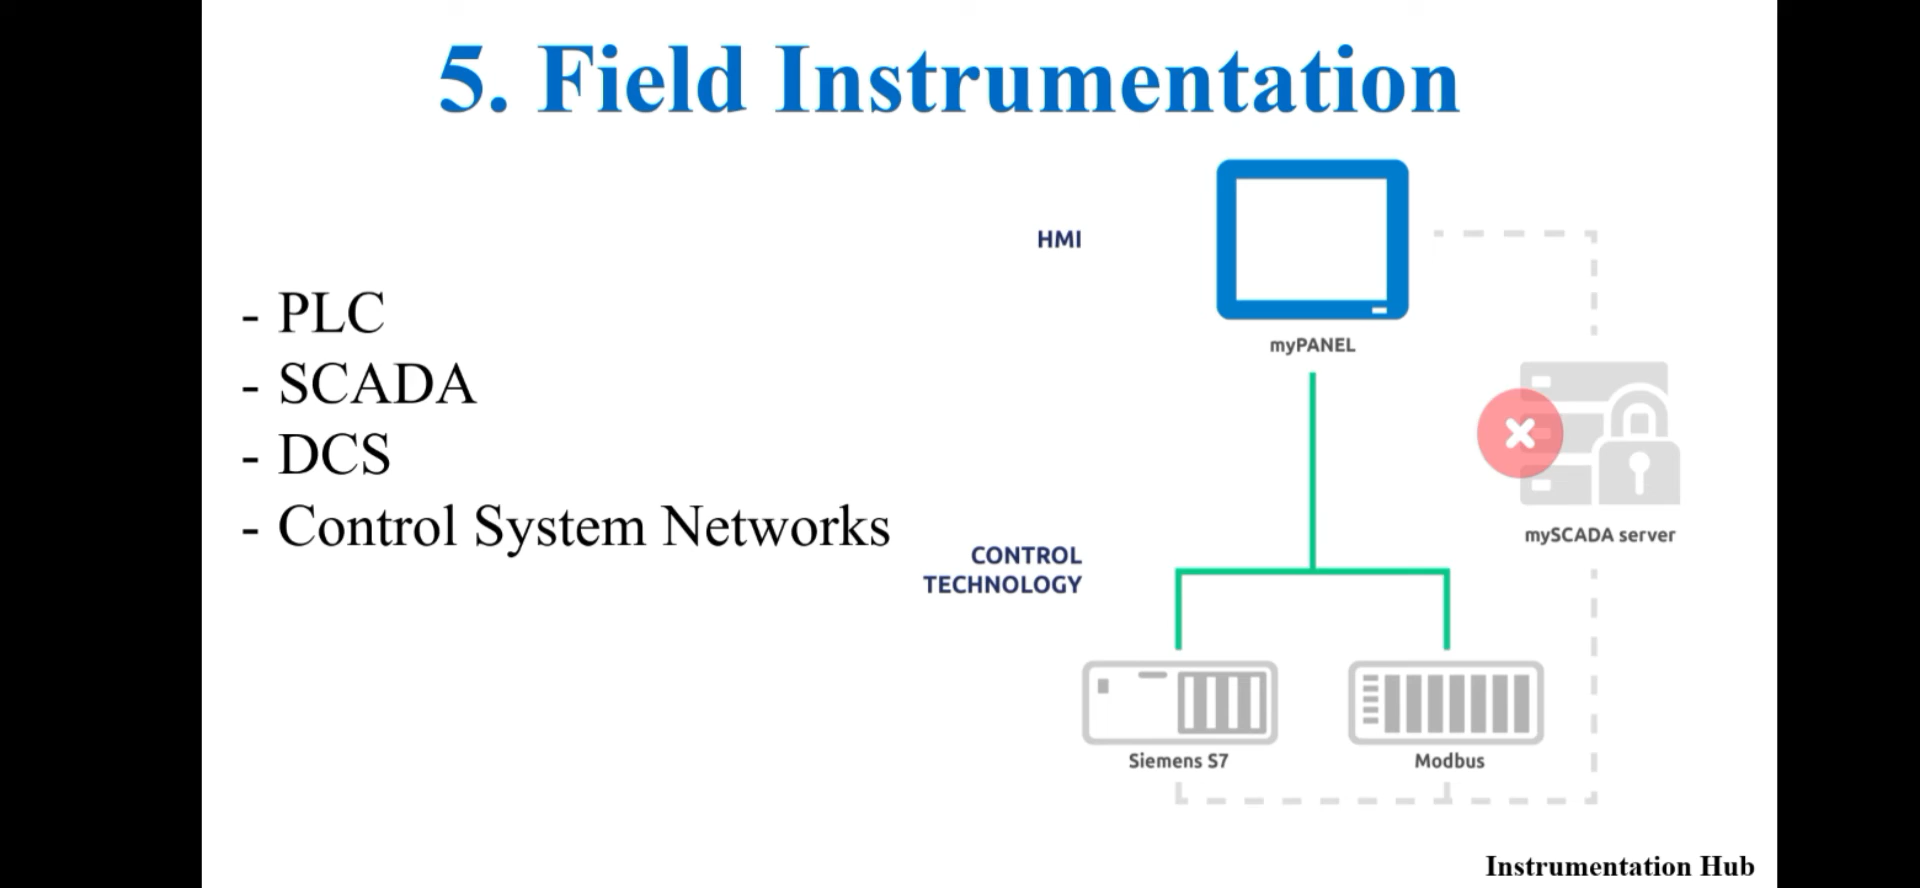 5. Field Instrumentation
- PLC
- SCADA
- DCS
- Control System Networks
HMI
myPANEL
mySCADA server
CONTROL
TECHNOLOGY
Siemens S7
Modbus
Instrumentation Hub